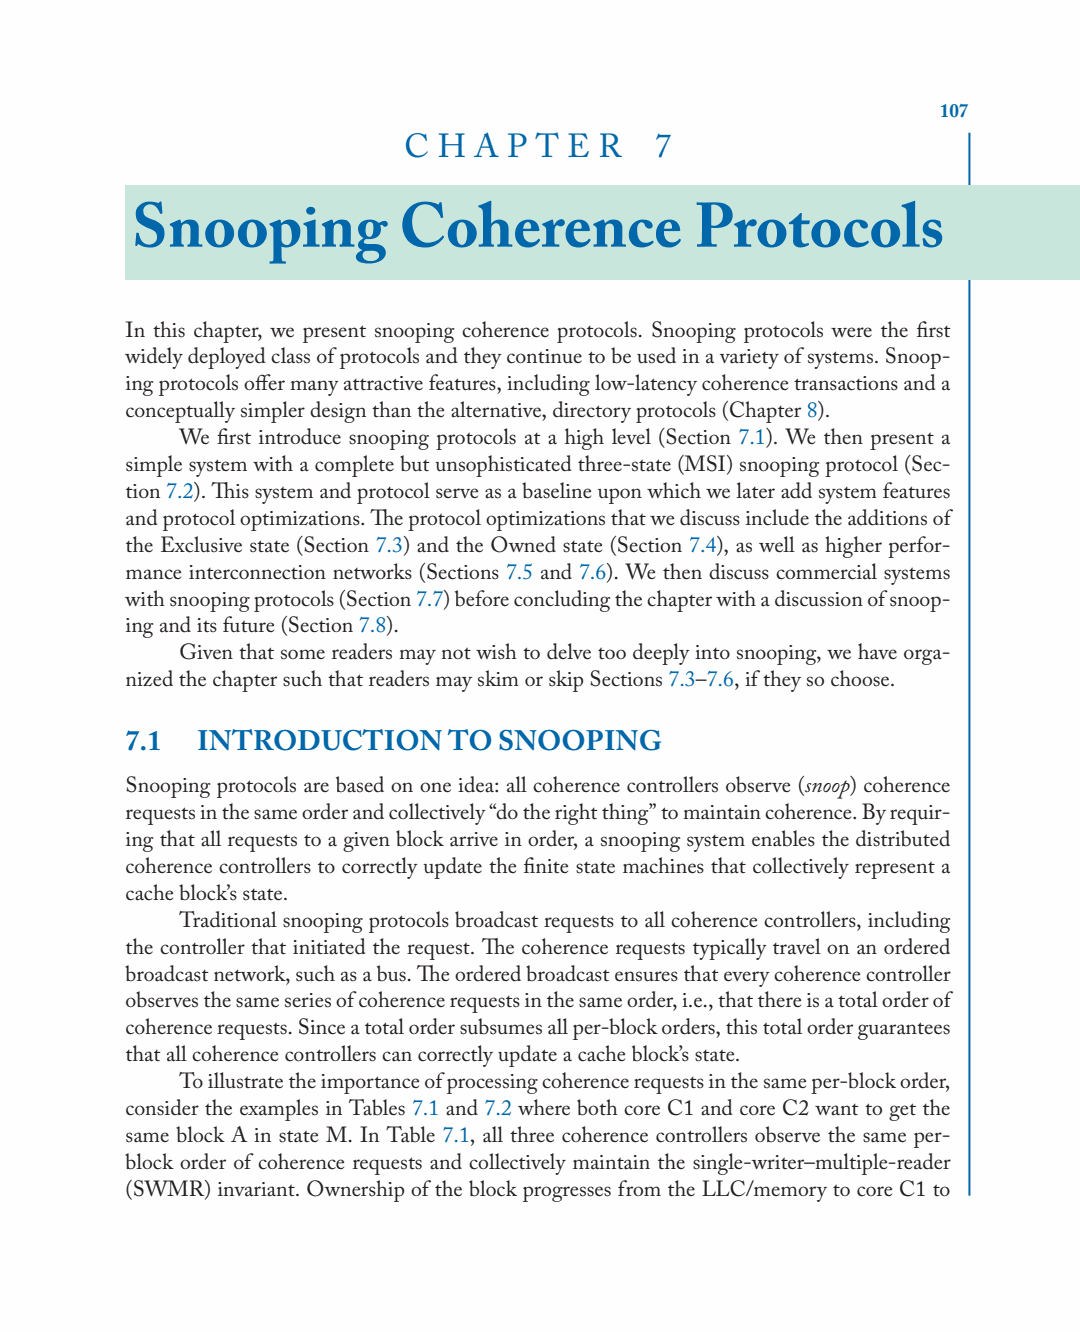 107
CHAPTER 7
Snooping Coherence Protocols
In this chapter, we present snooping coherence protocols. Snooping protocols were the first
widely deployed class of protocols and they continue to be used in a variety of systems. Snoop-
ing protocols offer many attractive features, including low-latency coherence transactions and a
conceptually simpler design than the alternative, directory protocols (Chapter 8).
We first introduce snooping protocols at a high level (Section 7.1). We then present a
simple system with a complete but unsophisticated three-state (MSI) snooping protocol (Sec-
tion 7.2). This system and protocol serve as a baseline upon which we later add system features
and protocol optimizations. The protocol optimizations that we discuss include the additions of
the Exclusive state (Section 7.3) and the Owned state (Section 7.4), as well as higher perfor-
mance interconnection networks (Sections 7.5 and 7.6). We then discuss commercial systems
with snooping protocols (Section 7.7) before concluding the chapter with a discussion of snoop-
ing and its future (Section 7.8).
Given that some readers may not wish to delve too deeply into snooping, we have orga-
nized the chapter such that readers may skim or skip Sections 7.3–7.6, if they so choose.
7.1 INTRODUCTION TO SNOOPING
Snooping protocols are based on one idea: all coherence controllers observe (snoop) coherence
requests in the same order and collectively “do the right thing” to maintain coherence. By requir-
ing that all requests to a given block arrive in order, a snooping system enables the distributed
coherence controllers to correctly update the finite state machines that collectively represent a
cache block’s state.
Traditional snooping protocols broadcast requests to all coherence controllers, including
the controller that initiated the request. The coherence requests typically travel on an ordered
broadcast network, such as a bus. The ordered broadcast ensures that every coherence controller
observes the same series of coherence requests in the same order, i.e., that there is a total order of
coherence requests. Since a total order subsumes all per-block orders, this total order guarantees
that all coherence controllers can correctly update a cache block’s state.
To illustrate the importance of processing coherence requests in the same per-block order,
consider the examples in Tables 7.1 and 7.2 where both core C1 and core C2 want to get the
same block A in state M. In Table 7.1, all three coherence controllers observe the same per-
block order of coherence requests and collectively maintain the single-writer–multiple-reader
(SWMR) invariant. Ownership of the block progresses from the LLC/memory to core C1 to